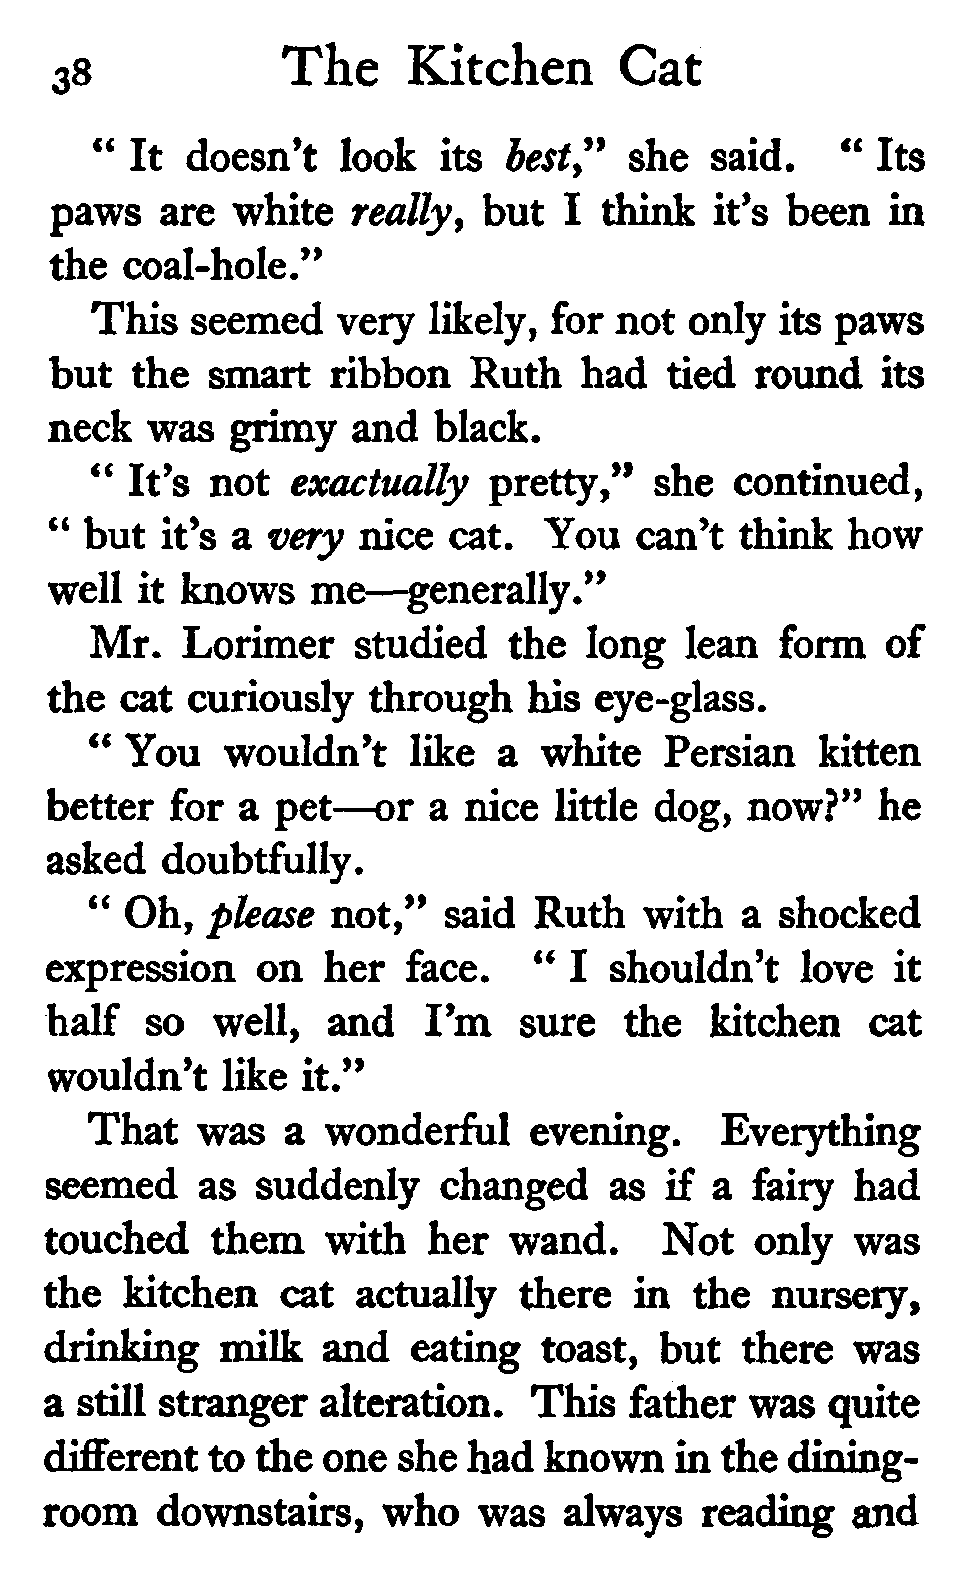 38 The Kitchen Cat
“ It doesn’t look its best,” she said. “ Its
paws are white really, but I think it’s been in
the coal-hole.”
This seemed very likely, for not only its paws
but the smart ribbon Ruth had tied round its
neck was grimy and black.
“ It’s not exactually pretty,” she continued,
“ but it’s a very nice cat. You can’t think how
well it knows me—generally.”
Mr. Lorimer studied the long lean form of
the cat curiously through his eye-glass.
“ You wouldn’t like a white Persian kitten
better for a pet—or a nice little dog, now?” he
asked doubtfully.
“ Oh, please not,” said Ruth with a shocked
expression on her face. “ I shouldn’t love it
half so well, and I’m sure the kitchen cat
wouldn’t like it.”
That was a wonderful evening. Everything
seemed as suddenly changed as if a fairy had
touched them with her wand. Not only was
the kitchen cat actually there in the nursery,
drinking milk and eating toast, but there was
a still stranger alteration. This father was quite
different to the one she had known in the dining-
room downstairs, who was always reading and